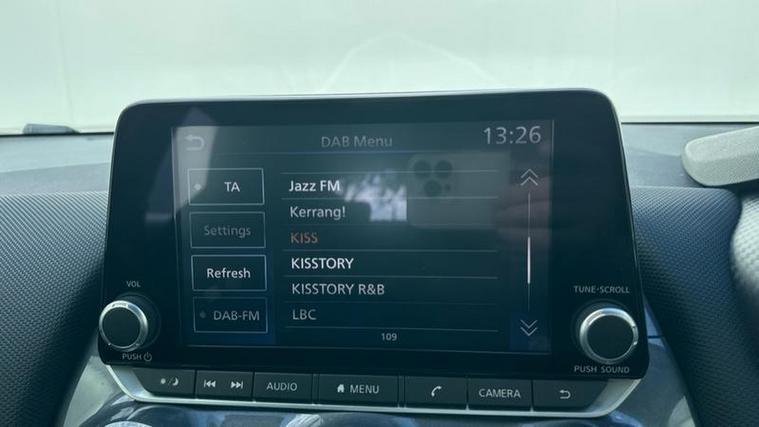 DAB Menu 13:26
TA
Settings
Refresh
DAB-FM
Jazz FM
Kerrang!
KISS
KISSTORY
KISSTORY R&B
LBC
109
VOL
PUSH
TUNE·SCROLL
PUSH SOUND
AUDIO
MENU
CAMERA